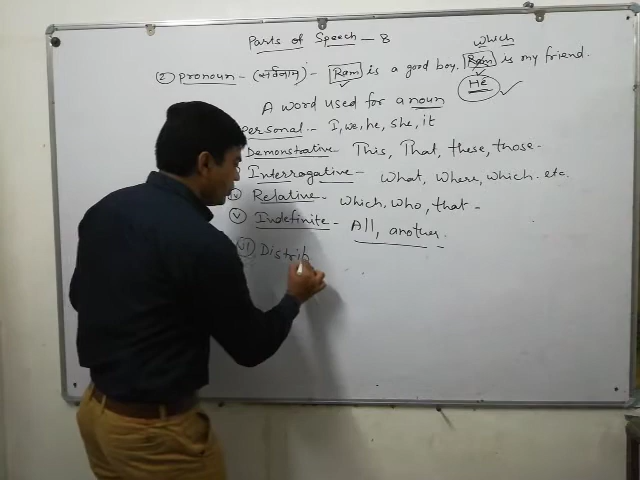 Parts of Speech – 8
which
② Pronoun – (सर्वनाम) – Ram is a good boy. Ram is my friend.
He
A word used for a noun
Personal – I, we, he, she, it
Demonstrative This, That, these, those.
Interrogative – What, Where, Which. etc.
iv Relative – Which, Who, that –
v Indefinite – All, another.
vi Distrib